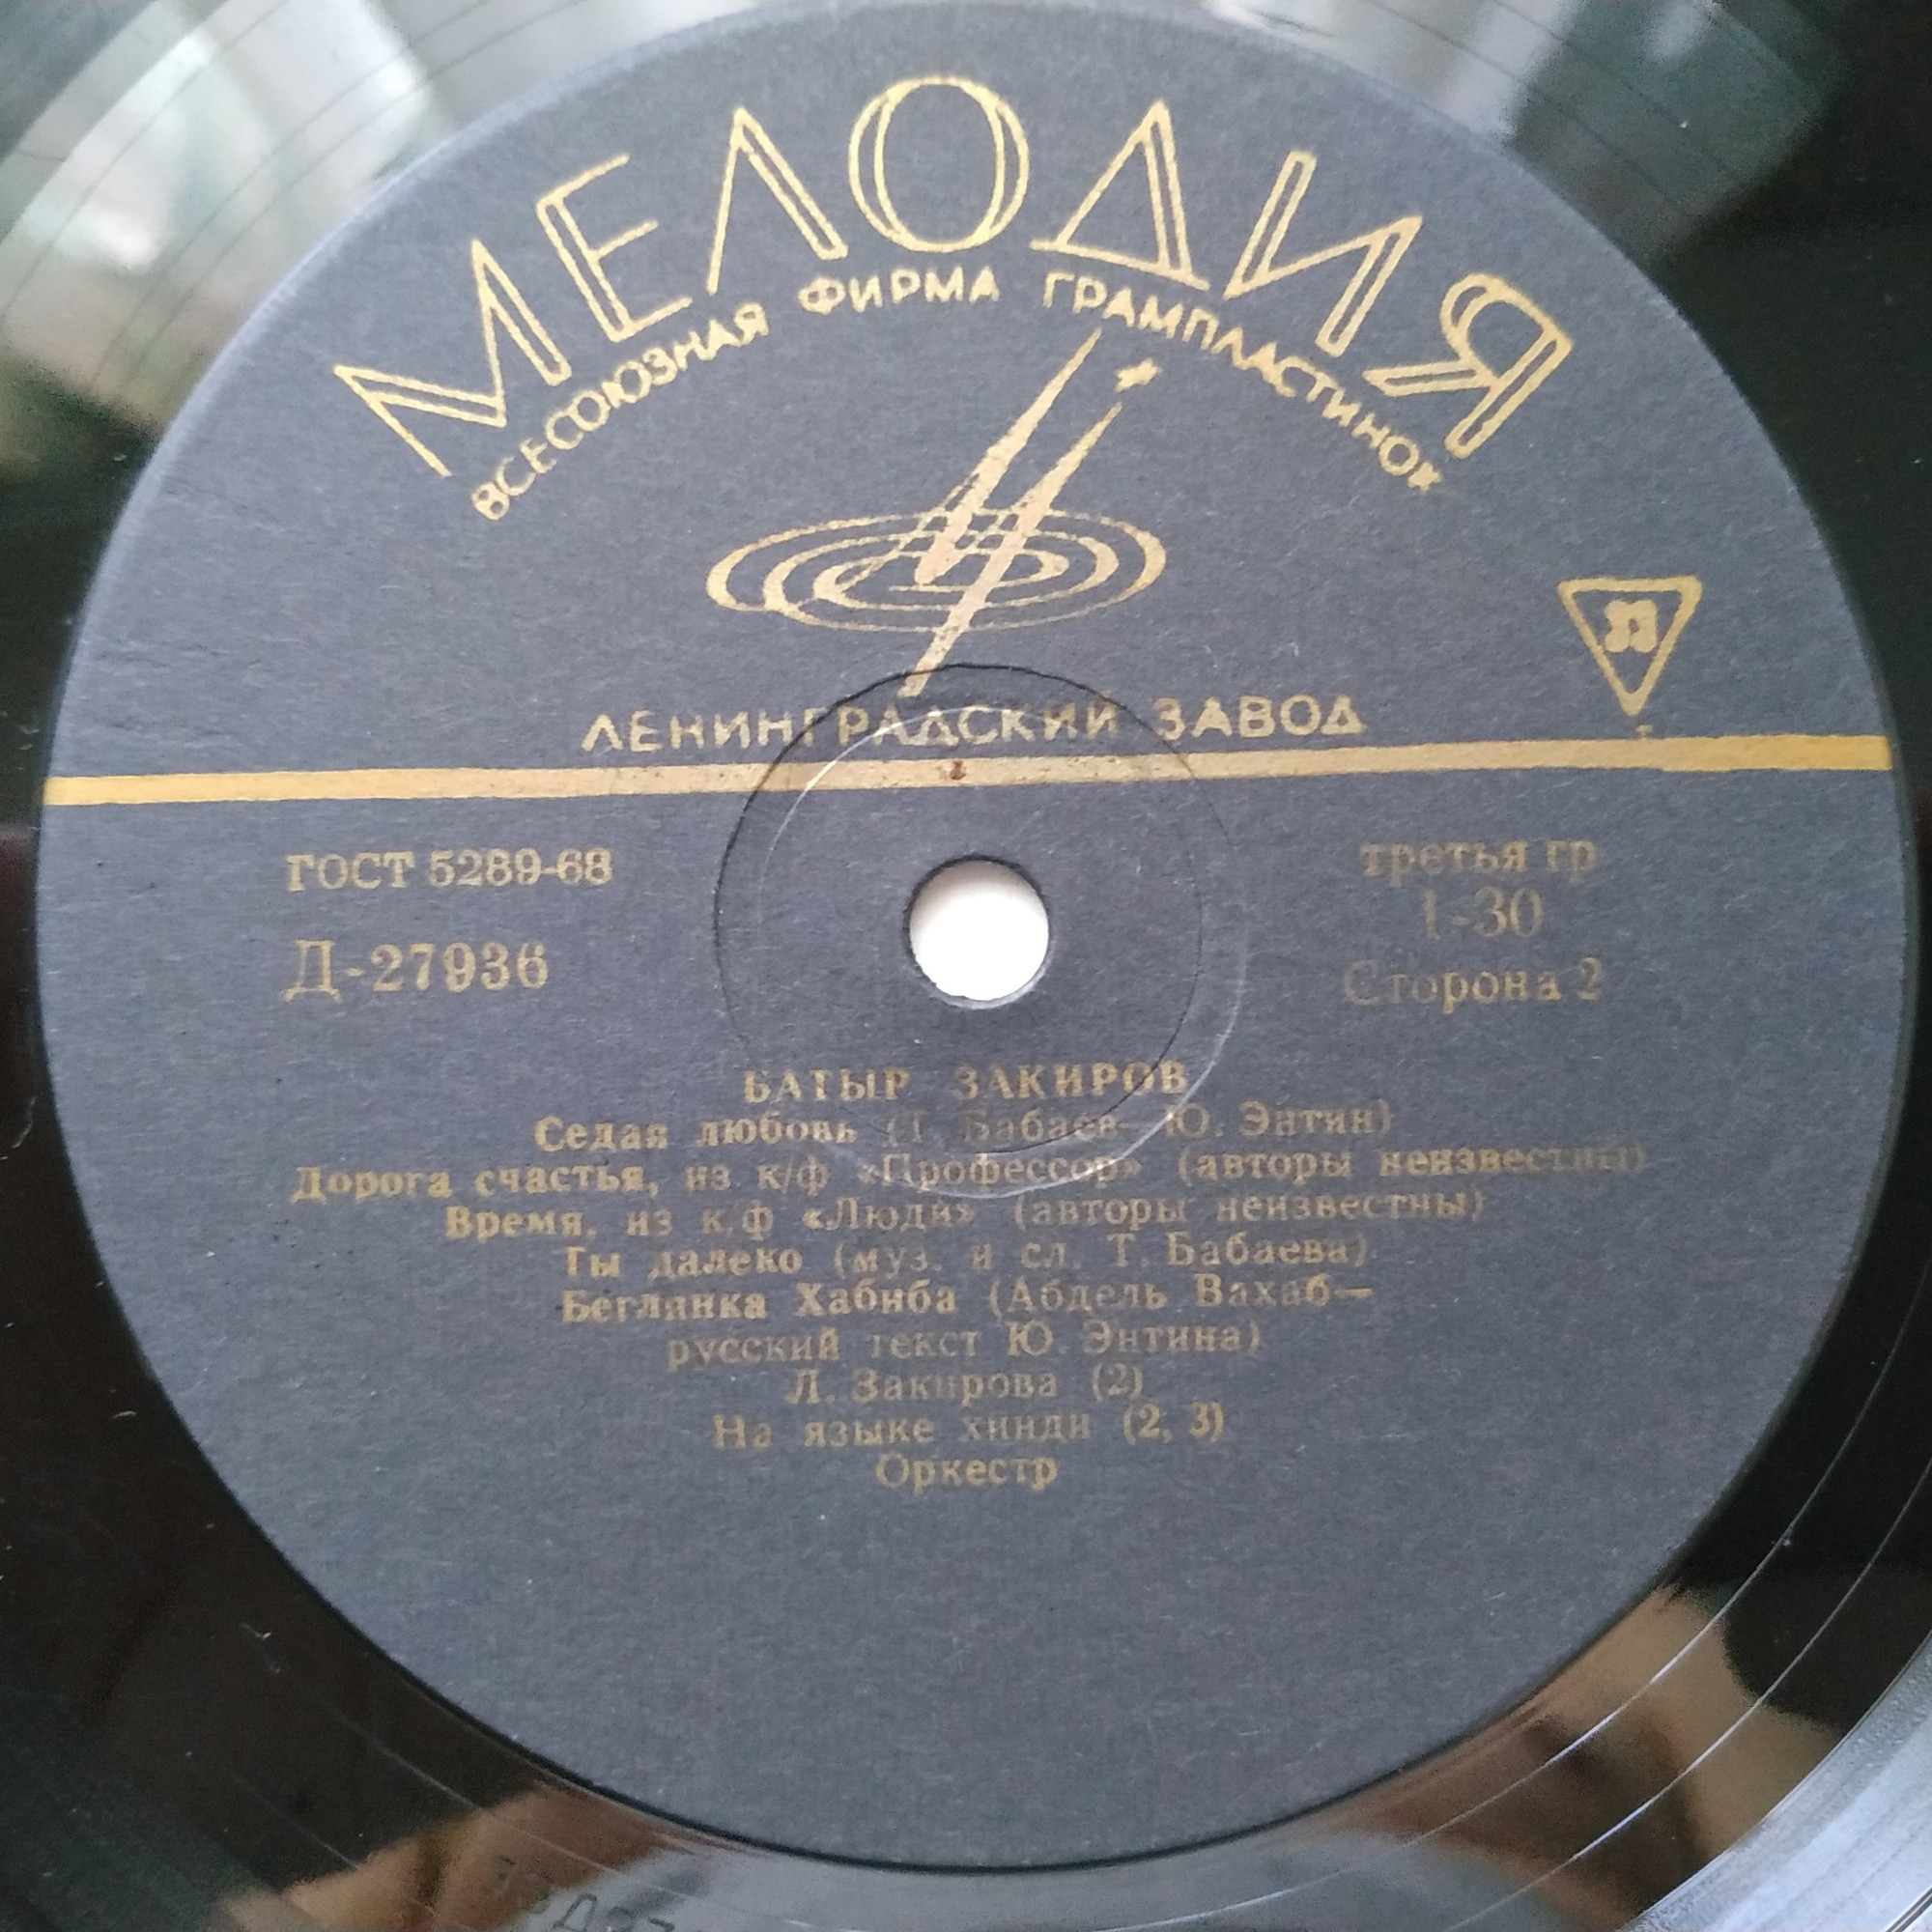 МЕЛОДИЯ
ВСЕСОЮЗНАЯ ФИРМА ГРАМПЛАСТИНОК
ЛЕНИНГРАДСКИЙ ЗАВОД
ГОСТ 5289-68
Д-27936
третья гр
1-30
Сторона 2
БАТЫР ЗАКИРОВ
Седая любовь (Т. Бабаев— Ю. Энтин)
Дорога счастья, из к/ф «Профессор» (авторы неизвестны)
Время, из к/ф «Люди» (авторы неизвестны)
Ты далеко (муз. и сл. Т. Бабаева)
Беглянка Хабиба (Абдель Вахаб—
русский текст Ю. Энтина)
Л. Закирова (2)
На языке хинди (2, 3)
Оркестр